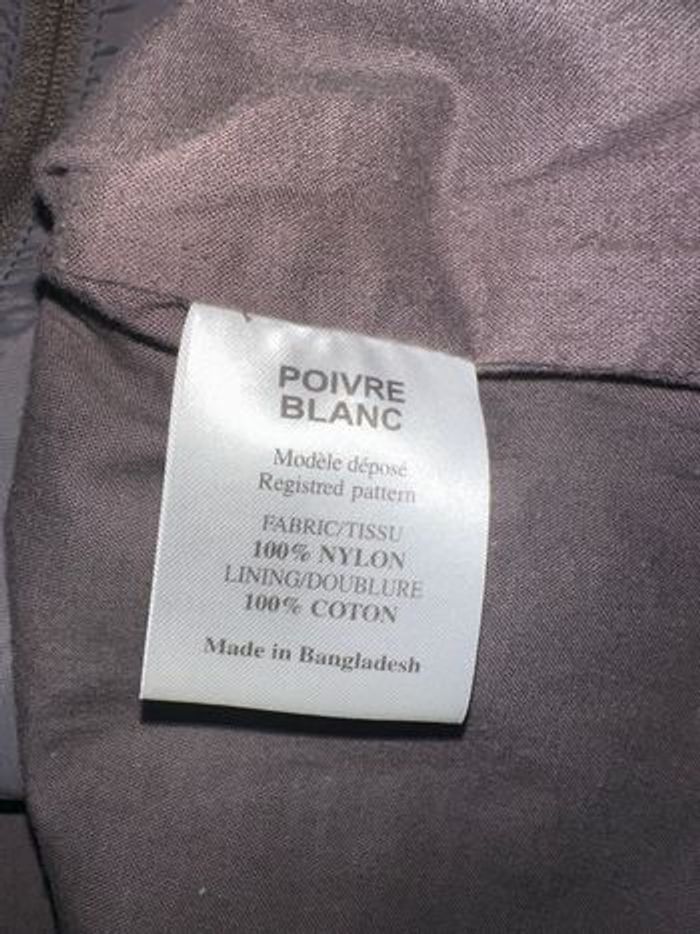 POIVRE
BLANC
Modèle déposé
Registred pattern
FABRIC/TISSU
100% NYLON
LINING/DOUBLURE
100% COTON
Made in Bangladesh